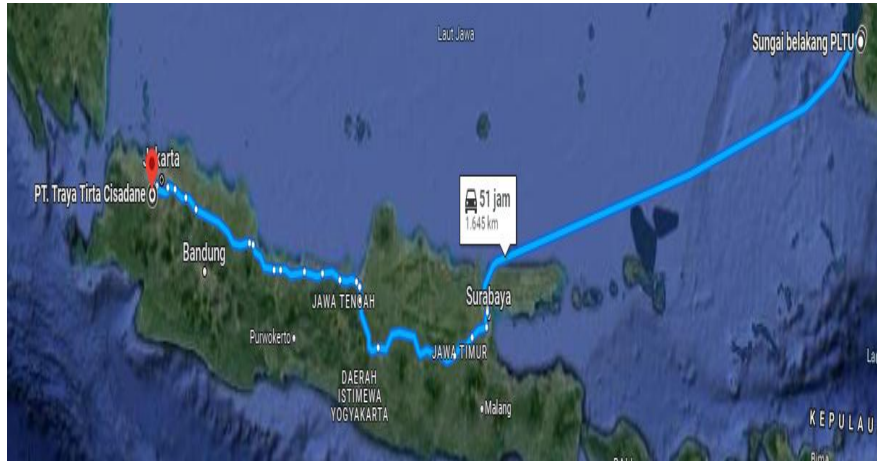 Laut Jawa
Sungai belakang PLTU
Jakarta
PT. Traya Tirta Cisadane
51 jam
1.645 km
Bandung
Surabaya
JAWA TENGAH
Purwokerto
JAWA TIMUR
DAERAH
ISTIMEWA
YOGYAKARTA
Malang
KEPULAU